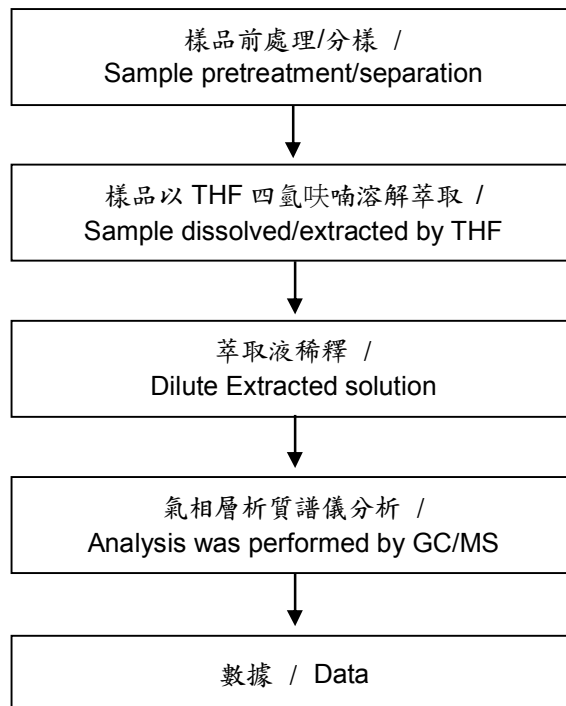 樣品前處理/分樣 /
Sample pretreatment/separation
樣品以 THF 四氫呋喃溶解萃取 /
Sample dissolved/extracted by THF
萃取液稀釋 /
Dilute Extracted solution
氣相層析質譜儀分析 /
Analysis was performed by GC/MS
數據 / Data